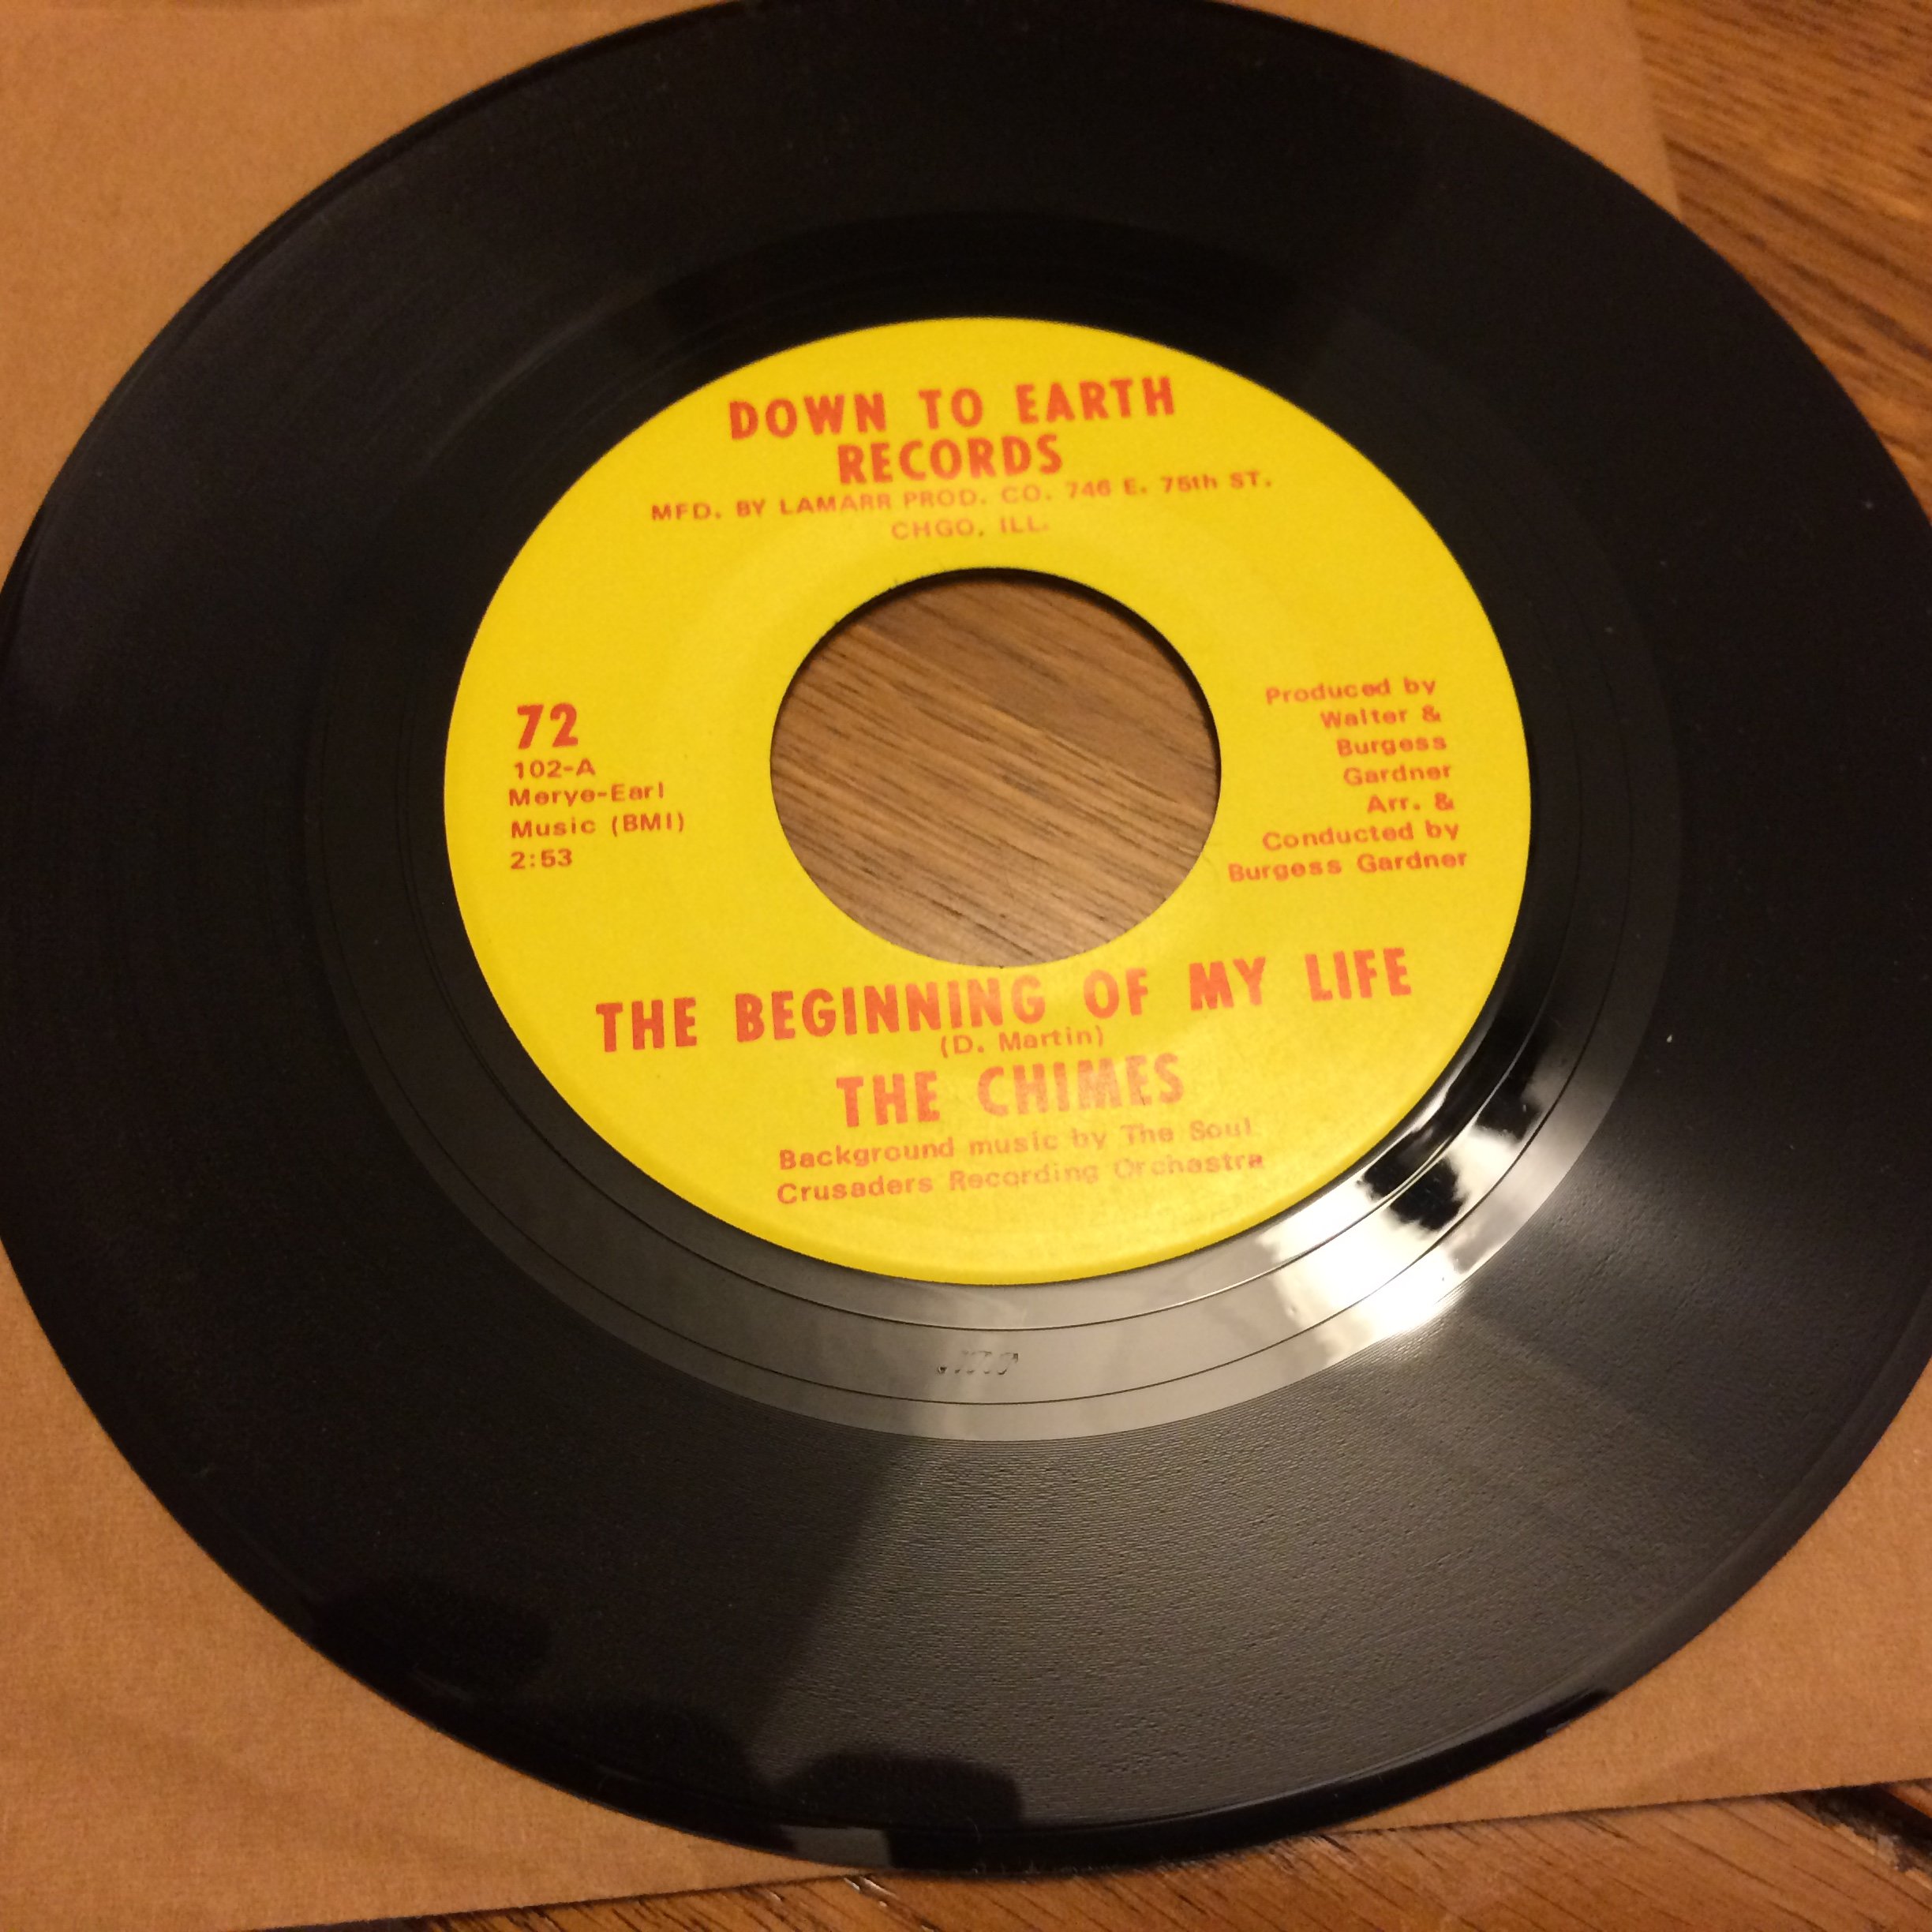 DOWN TO EARTH
RECORDS
MFD. BY LAMARR PROD. CO. 746 E. 75th ST.
CHGO, ILL.
72
102-A
Merye-Earl
Music (BMI)
2:53
Produced by
Walter &
Burgess
Gardner
Arr. &
Conducted by
Burgess Gardner
THE BEGINNING OF MY LIFE
(D. Martin)
THE CHIMES
Background music by The Soul
Crusaders Recording Orchastra